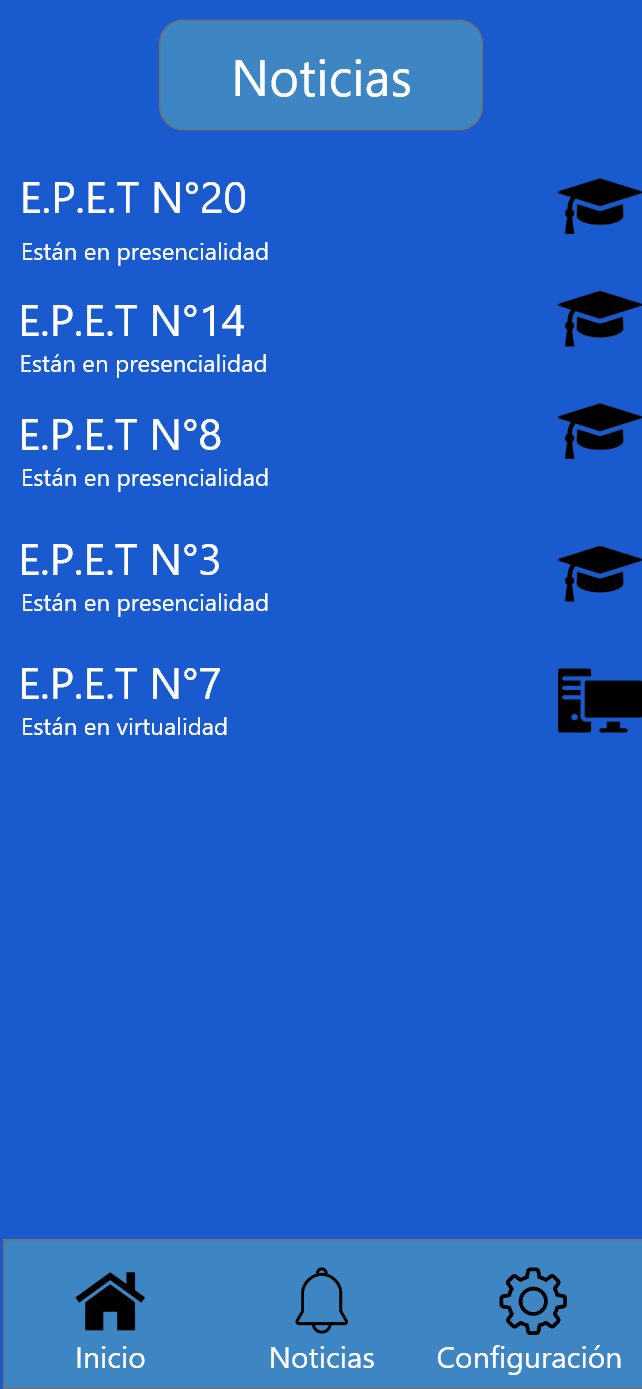 Noticias
E.P.E.T N°20
Están en presencialidad
E.P.E.T N°14
Están en presencialidad
E.P.E.T N°8
Están en presencialidad
E.P.E.T N°3
Están en presencialidad
E.P.E.T N°7
Están en virtualidad
Inicio
Noticias
Configuración